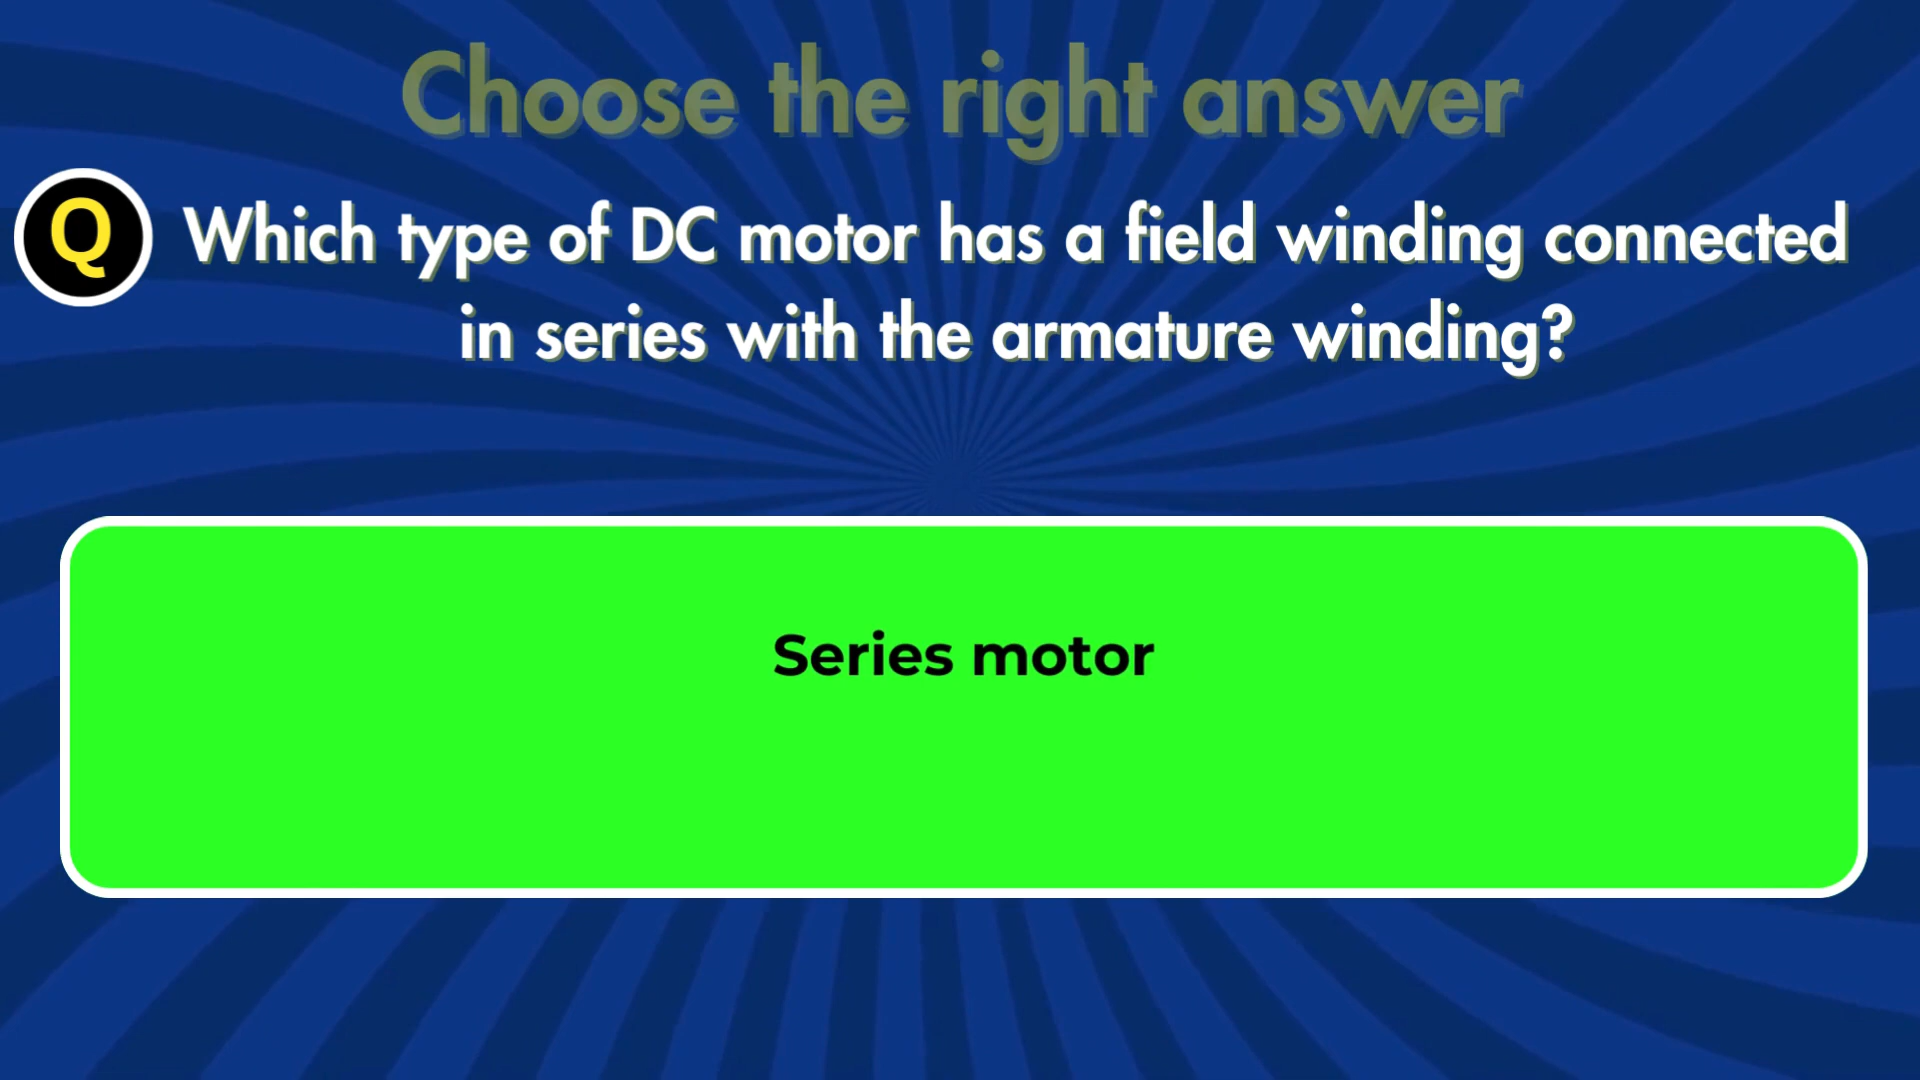 Choose the right answer
Q
Which type of DC motor has a field winding connected
in series with the armature winding?
Series motor